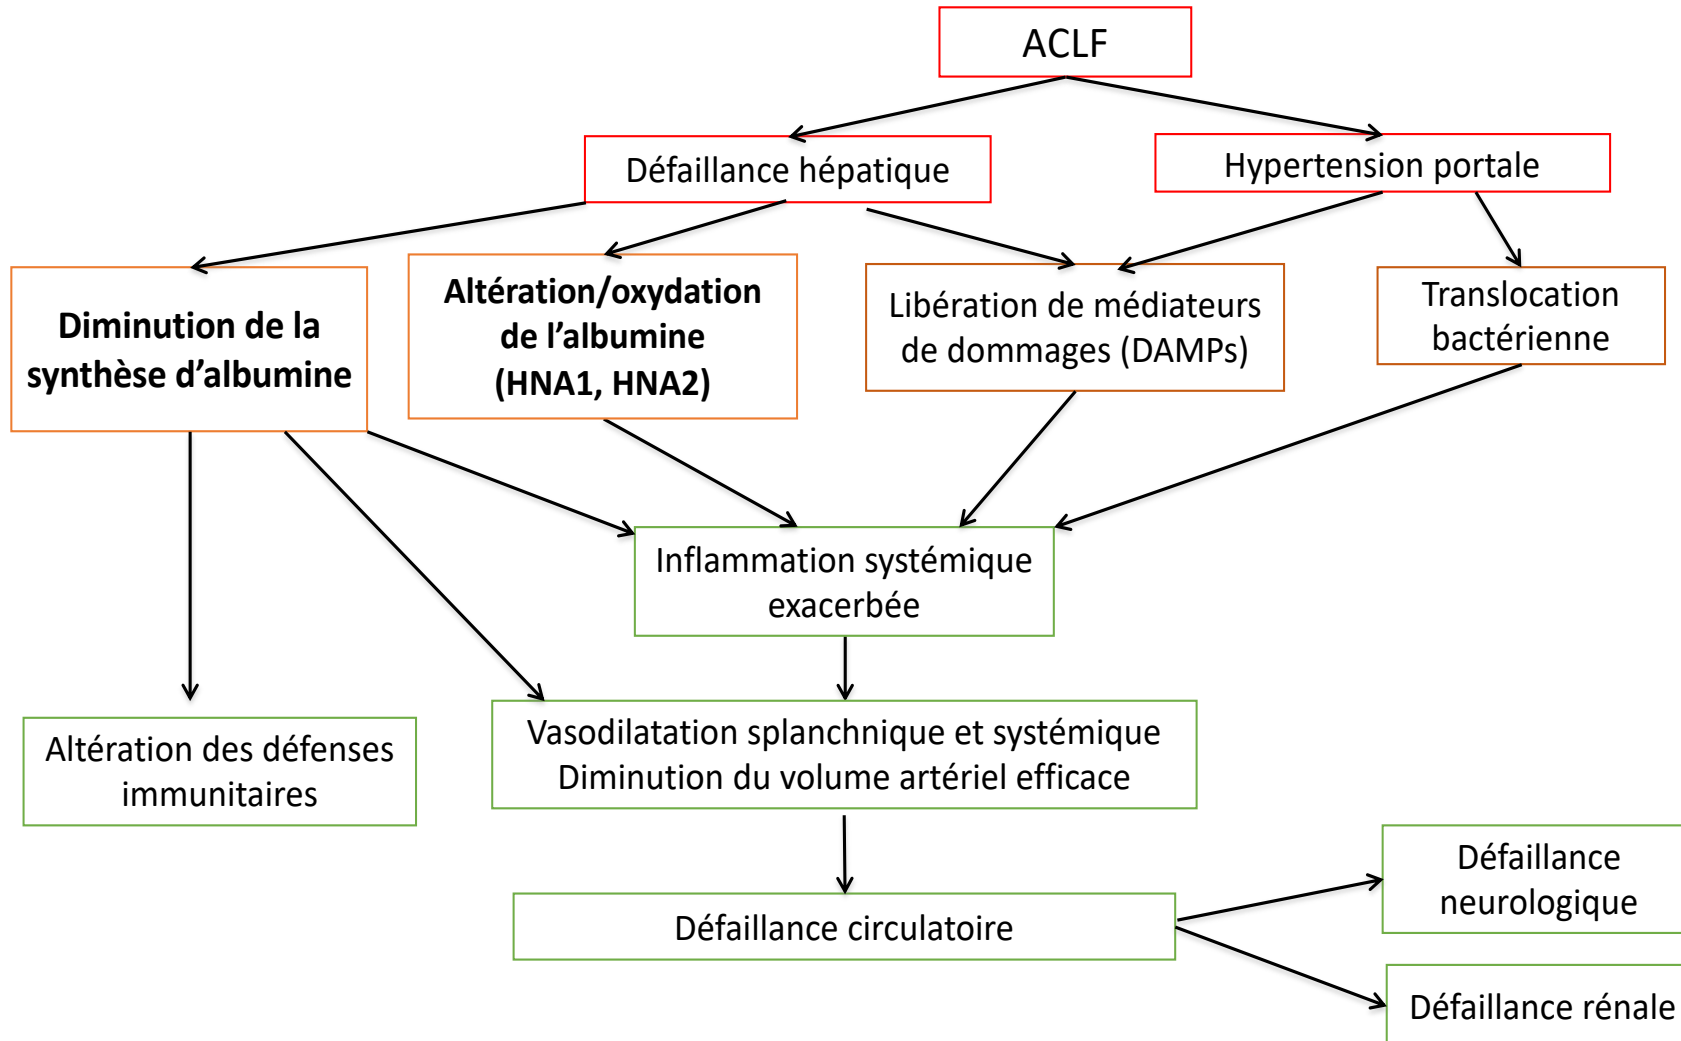 ACLF
Défaillance hépatique
Hypertension portale
Diminution de la
synthèse d’albumine
Altération/oxydation
de l’albumine
(HNA1, HNA2)
Libération de médiateurs
de dommages (DAMPs)
Translocation
bactérienne
Inflammation systémique
exacerbée
Altération des défenses
immunitaires
Vasodilatation splanchnique et systémique
Diminution du volume artériel efficace
Défaillance circulatoire
Défaillance
neurologique
Défaillance rénale